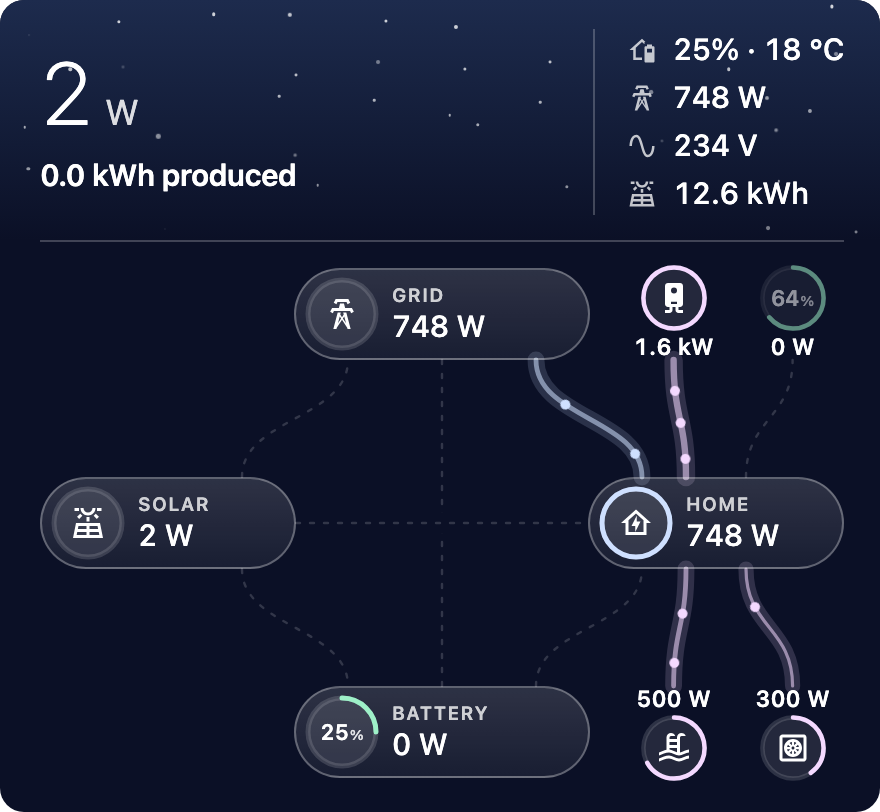 2 W
0.0 kWh produced
25% · 18 °C
748 W
234 V
12.6 kWh
GRID
748 W
1.6 kW
64%
0 W
SOLAR
2 W
HOME
748 W
25%
BATTERY
0 W
500 W
300 W